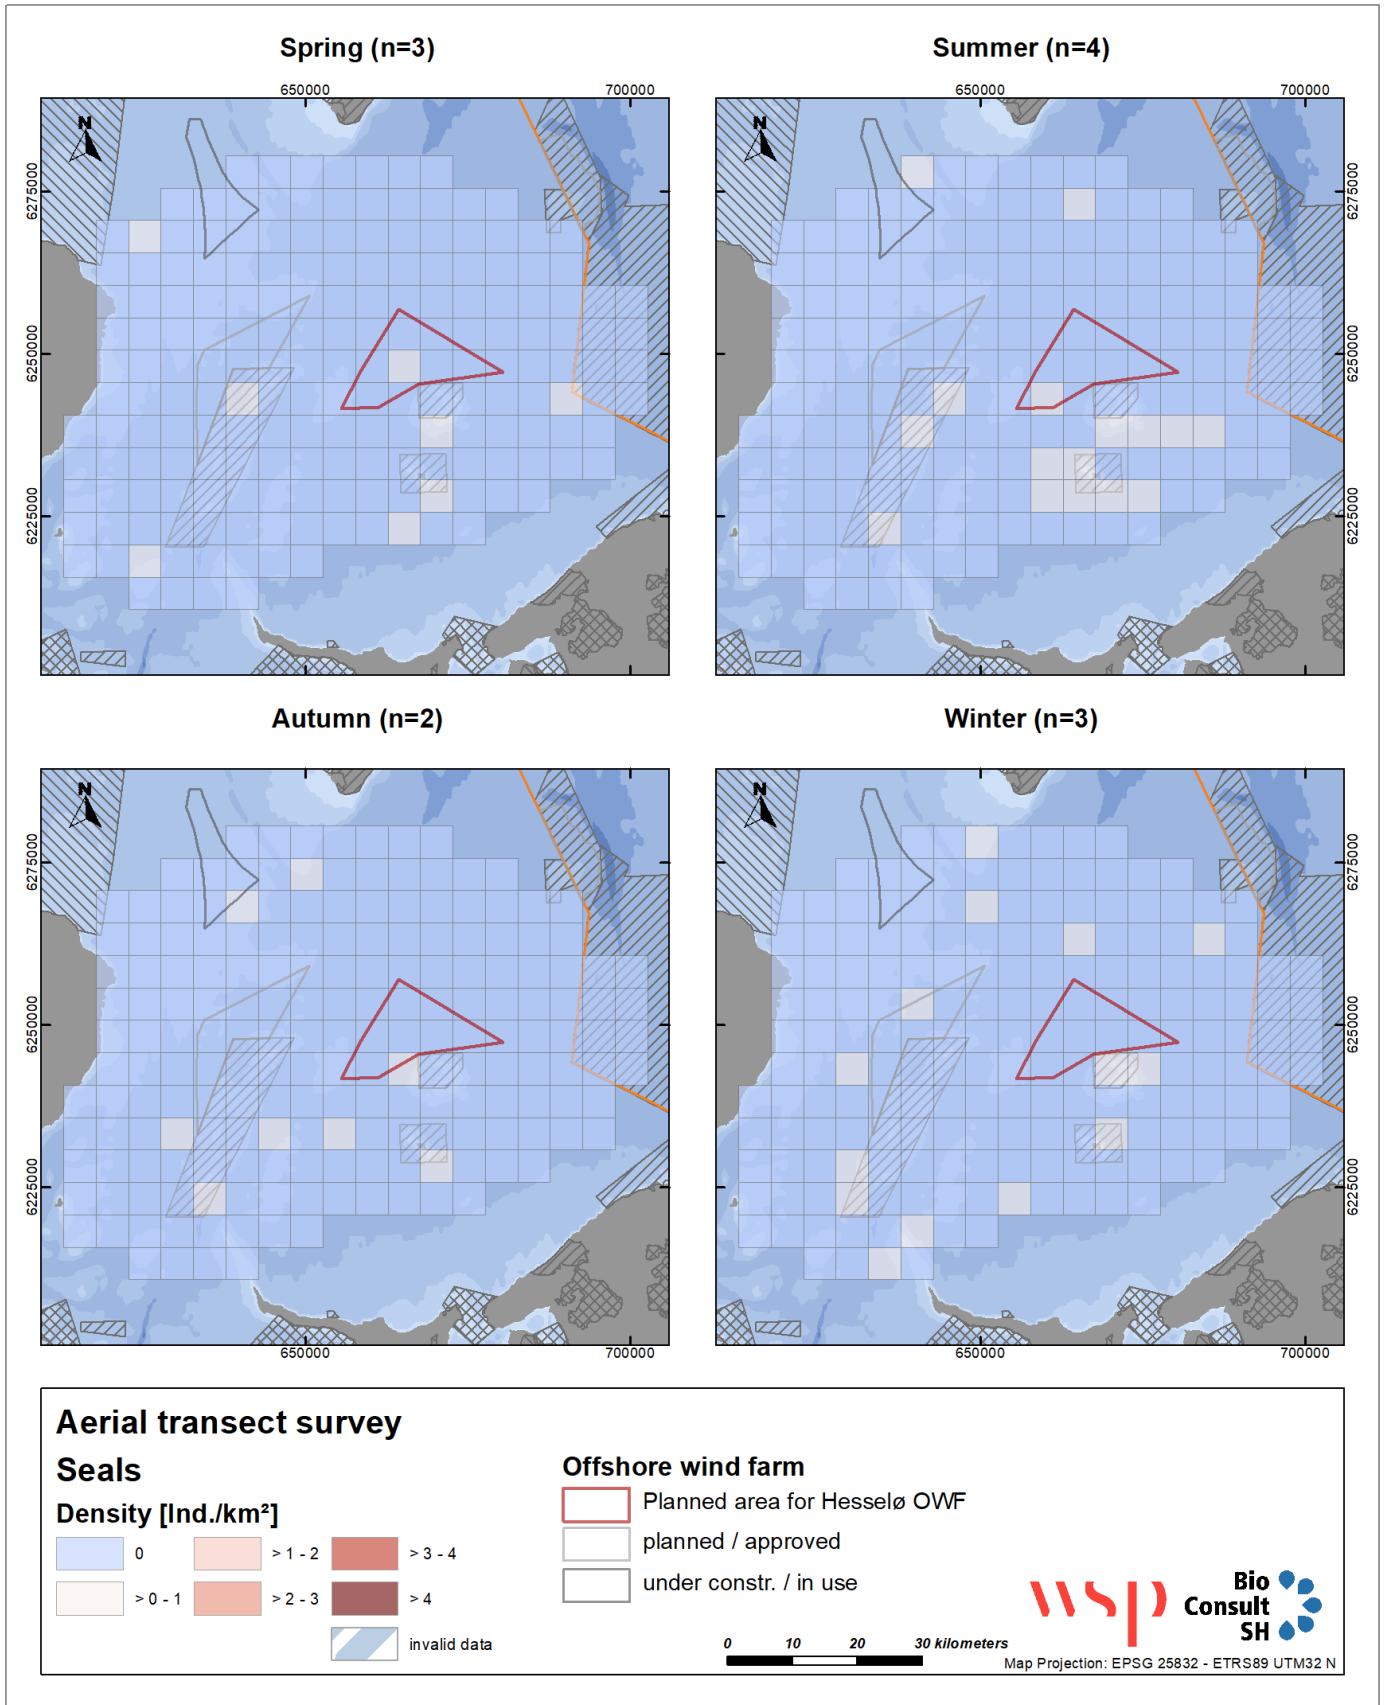 Spring (n=3)
Summer (n=4)
650000
700000
650000
700000
N
N
6275000
6250000
6225000
6275000
6250000
6225000
Autumn (n=2)
Winter (n=3)
N
N
6275000
6250000
6225000
6275000
6250000
6225000
650000
700000
650000
700000
Aerial transect survey
Seals
Density [Ind./km²]
0
> 1 - 2
> 3 - 4
> 0 - 1
> 2 - 3
> 4
invalid data
Offshore wind farm
Planned area for Hesselø OWF
planned / approved
under constr. / in use
0
10
20
30 kilometers
wsp
Bio
Consult
SH
Map Projection: EPSG 25832 - ETRS89 UTM32 N